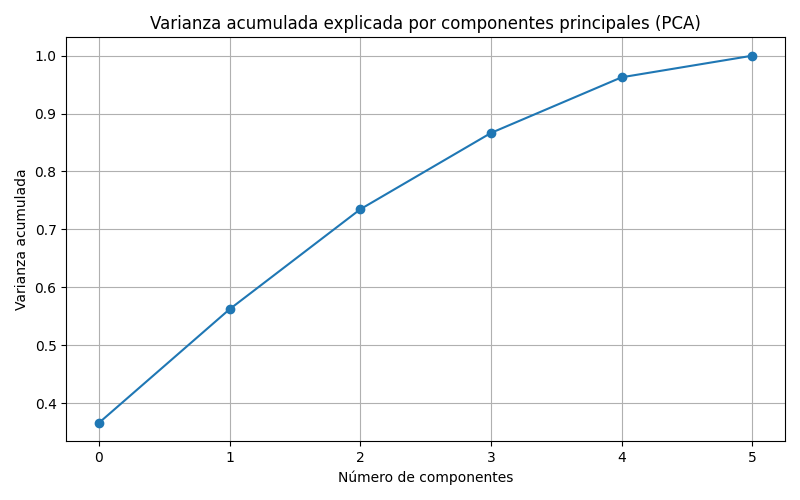 Varianza acumulada explicada por componentes principales (PCA)
1.0
0.9
0.8
0.7
0.6
0.5
0.4
Varianza acumulada
0 1 2 3 4 5
Número de componentes